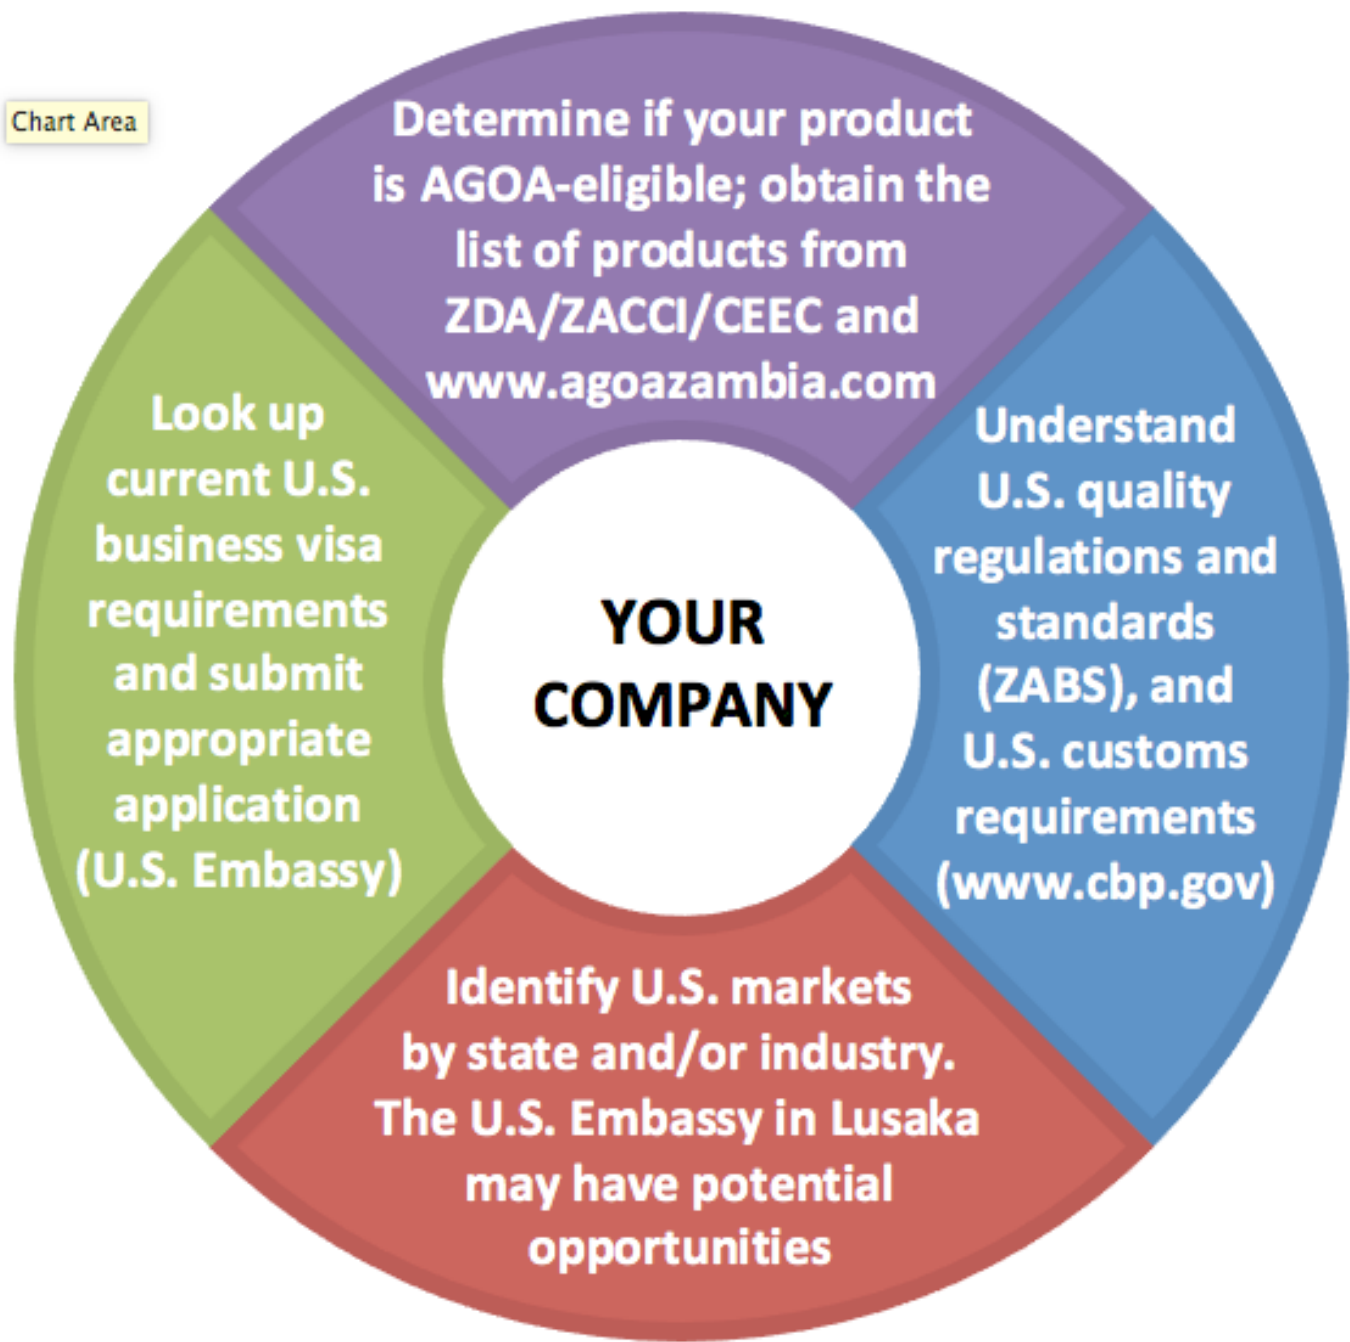 Chart Area
Determine if your product
is AGOA-eligible; obtain the
list of products from
ZDA/ZACCI/CEEC and
www.agoazambia.com
Understand
U.S. quality
regulations and
standards
(ZABS), and
U.S. customs
requirements
(www.cbp.gov)
Identify U.S. markets
by state and/or industry.
The U.S. Embassy in Lusaka
may have potential
opportunities
Look up
current U.S.
business visa
requirements
and submit
appropriate
application
(U.S. Embassy)
YOUR
COMPANY